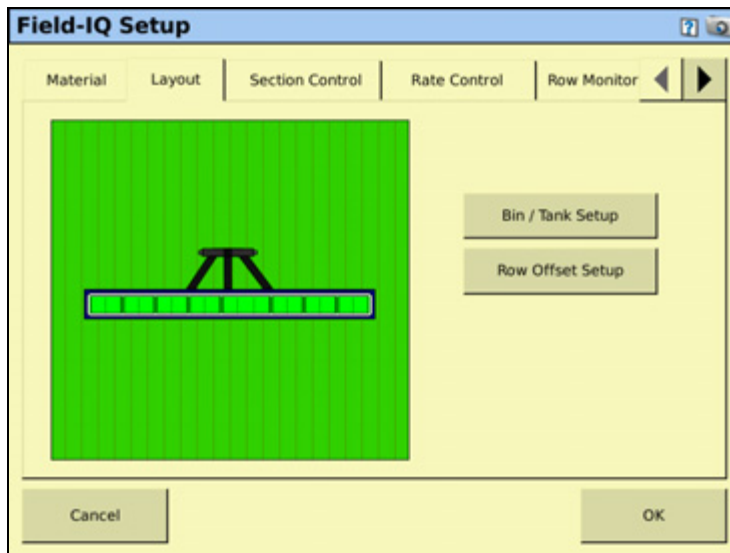 Field-IQ Setup
Material Layout Section Control Rate Control Row Monitor
Bin / Tank Setup
Row Offset Setup
Cancel OK